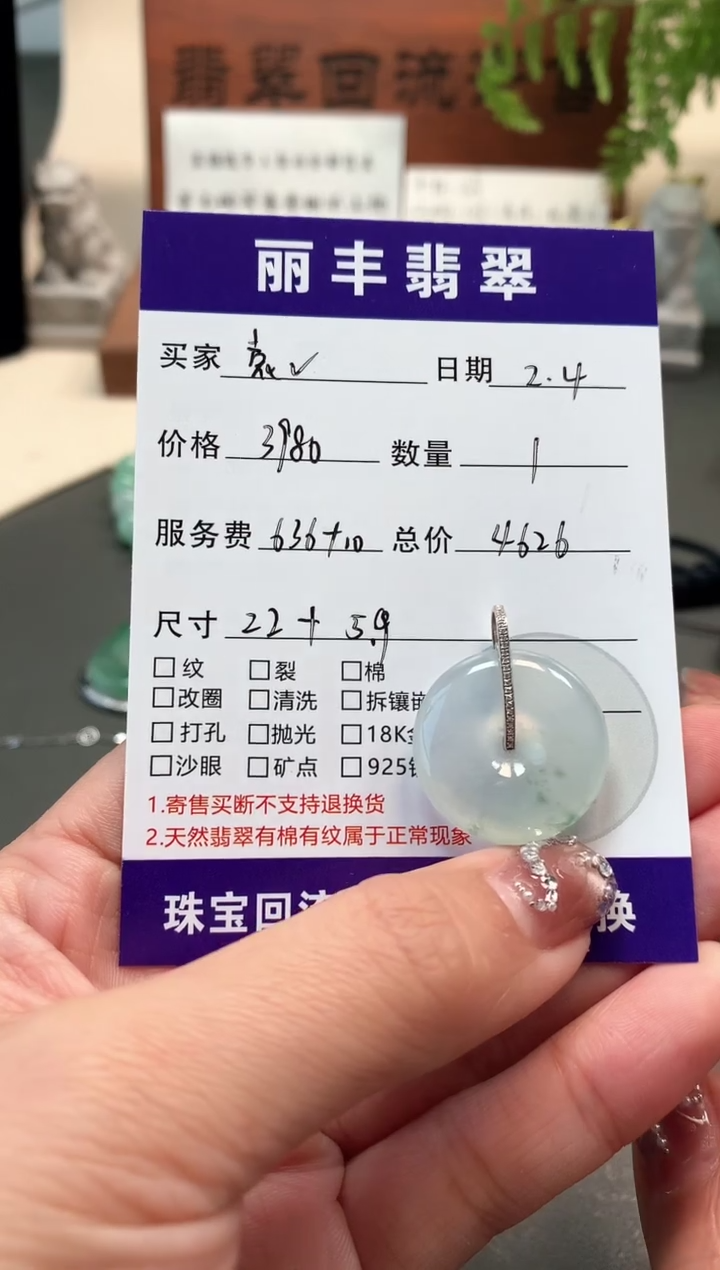 翡翠回流寄售
丽丰翡翠
买家 袁 ✓ 日期 2.4
价格 3980 数量 1
服务费 636+10 总价 4626
尺寸 22+5.9
□纹 □裂 □棉
□改圈 □清洗 □拆镶嵌
□打孔 □抛光 □18K金
□沙眼 □矿点 □925银
1.寄售买断不支持退换货
2.天然翡翠有棉有纹属于正常现象
珠宝回流 换